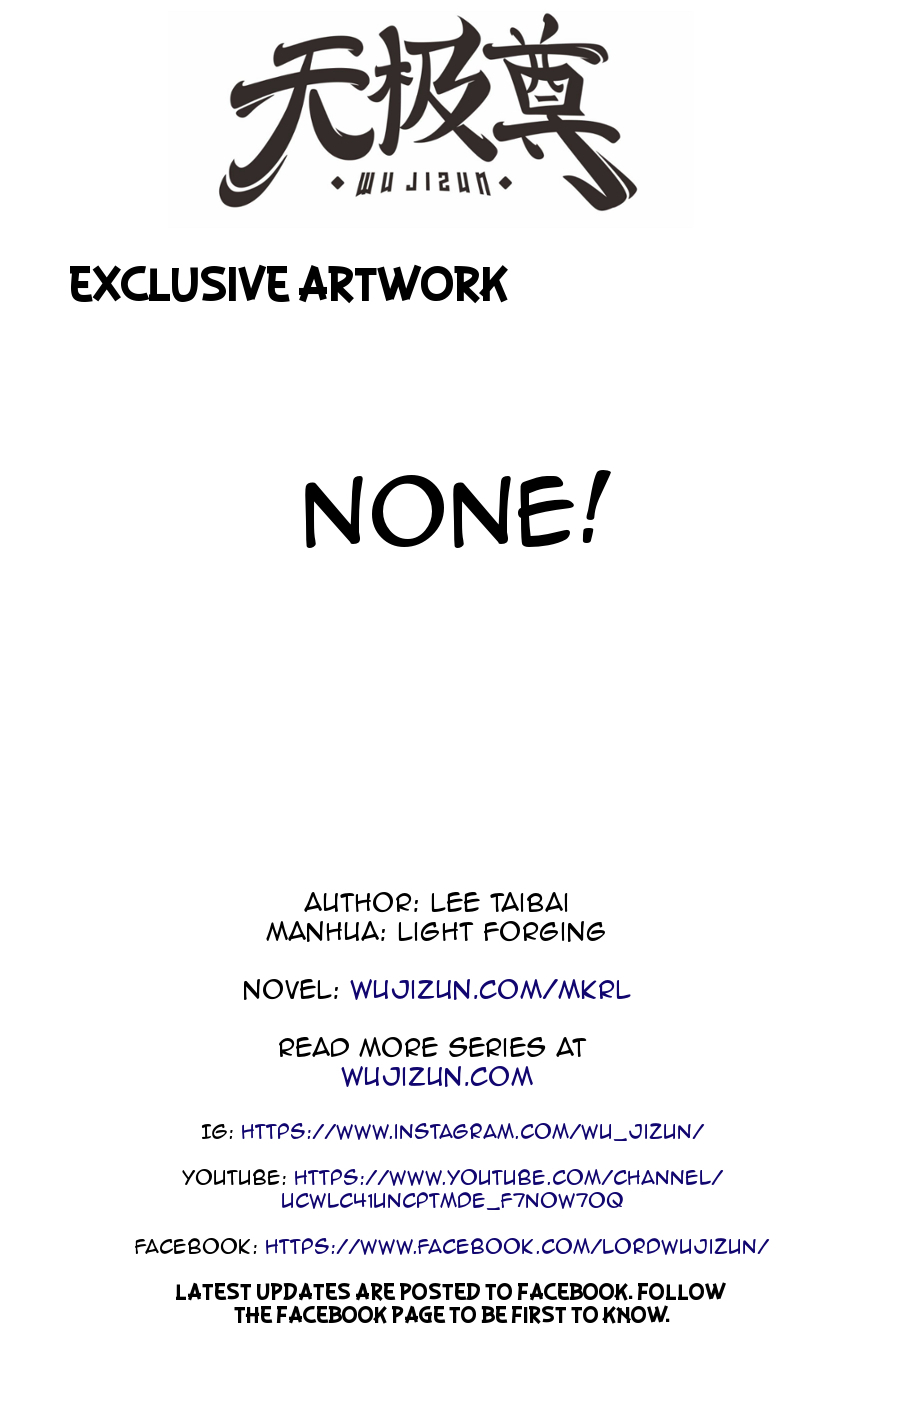 天极尊
WU JIZUN
EXCLUSIVE ARTWORK
NONE!
AUTHOR: LEE TAIBAI
MANHUA: LIGHT FORGING
NOVEL: WUJIZUN.COM/MKRL
READ MORE SERIES AT
WUJIZUN.COM
IG: HTTPS://WWW.INSTAGRAM.COM/WU_JIZUN/
YOUTUBE: HTTPS://WWW.YOUTUBE.COM/CHANNEL/
UCWLC41UNCPTMDE_F7NOW7OQ
FACEBOOK: HTTPS://WWW.FACEBOOK.COM/LORDWUJIZUN/
LATEST UPDATES ARE POSTED TO FACEBOOK. FOLLOW
THE FACEBOOK PAGE TO BE FIRST TO KNOW.